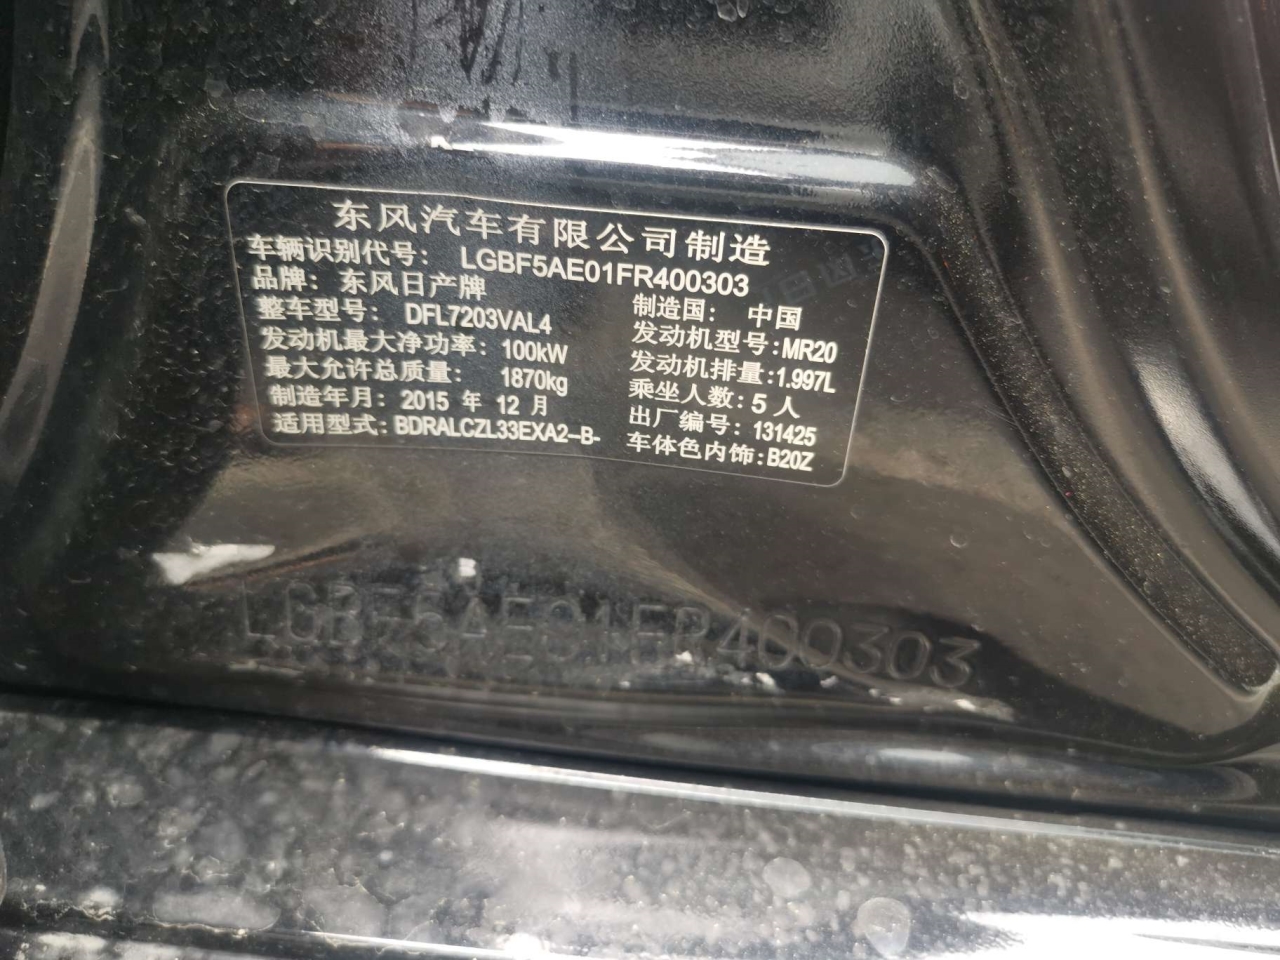 东风汽车有限公司制造
车辆识别代号: LGBF5AE01FR400303
品牌: 东风日产牌 制造国: 中国
整车型号: DFL7203VAL4 发动机型号: MR20
发动机最大净功率: 100kW 发动机排量: 1.997L
最大允许总质量: 1870kg 乘坐人数: 5 人
制造年月: 2015 年 12 月 出厂编号: 131425
适用型式: BDRALCZL33EXA2-B- 车体色内饰: B20Z
LGBF5AE01FR400303